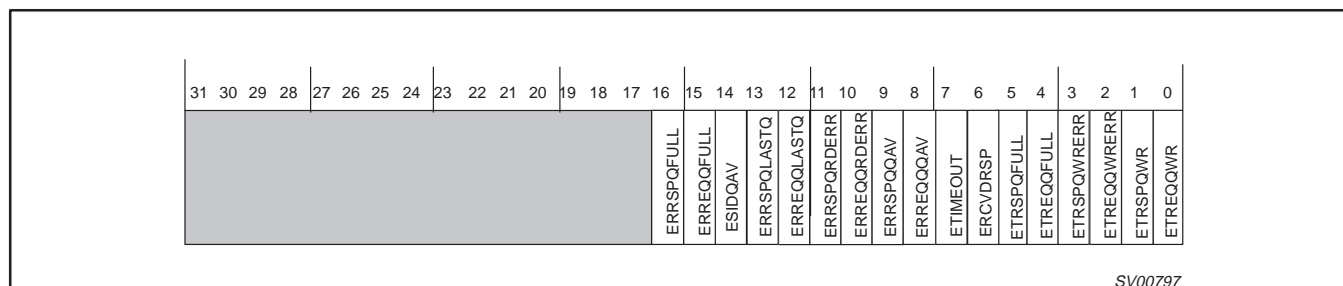 31 30 29 28 27 26 25 24 23 22 21 20 19 18 17 16 15 14 13 12 11 10 9 8 7 6 5 4 3 2 1 0
ERRSPQFULL
ERREQQFULL
ESIDQAV
ERRSPQLASTQ
ERREQQLASTQ
ERRSPQRDERR
ERREQQRDERR
ERRSPQQAV
ERREQQQAV
ETIMEOUT
ERCVDRSP
ETRSPQFULL
ETREQQFULL
ETRSPQWRERR
ETREQQWRERR
ETRSPQWR
ETREQQWR
SV00797